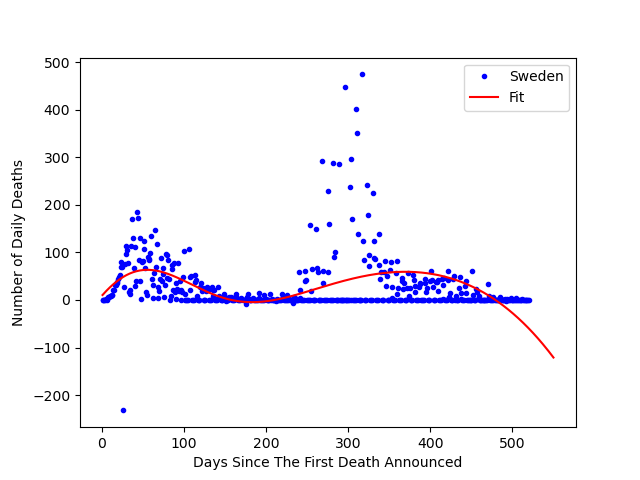 500
400
300
200
100
0
−100
−200
0 100 200 300 400 500
Number of Daily Deaths
Days Since The First Death Announced
Sweden
Fit